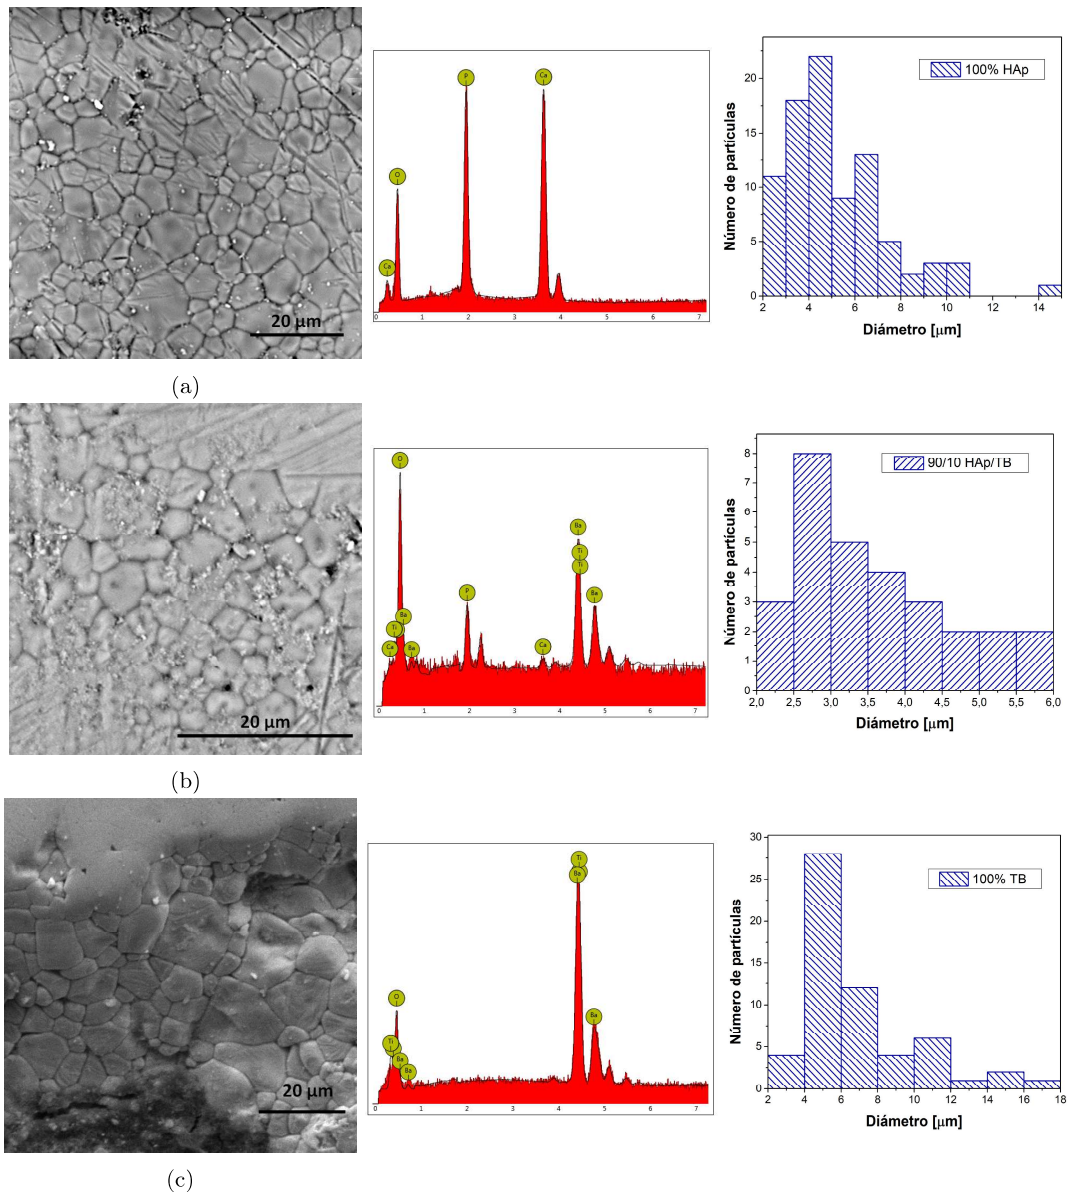 20 µm
P
Ca
O
Ca
0 1 2 3 4 5 6 7
100% HAp
Número de partículas
20
15
10
5
0
2 4 6 8 10 12 14
Diámetro [µm]
(a)
20 µm
O
Ba
Ti
Ti
P
Ba
Ba
Ti
Ca
Ba
Ca
0 1 2 3 4 5 6 7
90/10 HAp/TB
Número de partículas
8
7
6
5
4
3
2
1
0
2,0 2,5 3,0 3,5 4,0 4,5 5,0 5,5 6,0
Diámetro [µm]
(b)
20 µm
Ti
Ba
O
Ba
Ti
Ba
Ba
0 1 2 3 4 5 6 7
100% TB
Número de partículas
30
25
20
15
10
5
0
2 4 6 8 10 12 14 16 18
Diámetro [µm]
(c)